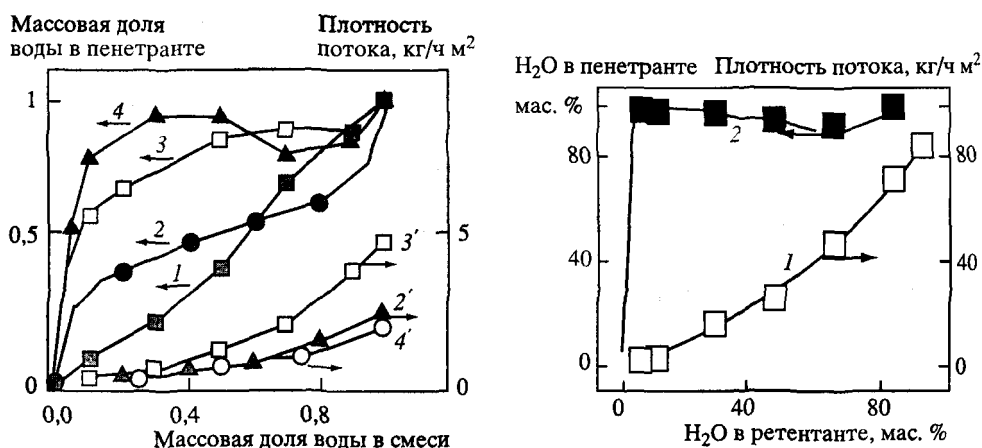 Массовая доля
воды в пенетранте
Плотность
потока, кг/ч м²
1
0,5
0
5
0
4
3
2
1
3′
2′
4′
0,0
0,4
0,8
Массовая доля воды в смеси
H₂O в пенетранте
мас. %
Плотность потока, кг/ч м²
80
40
0
80
40
0
2
1
0
40
80
H₂O в ретентанте, мас. %